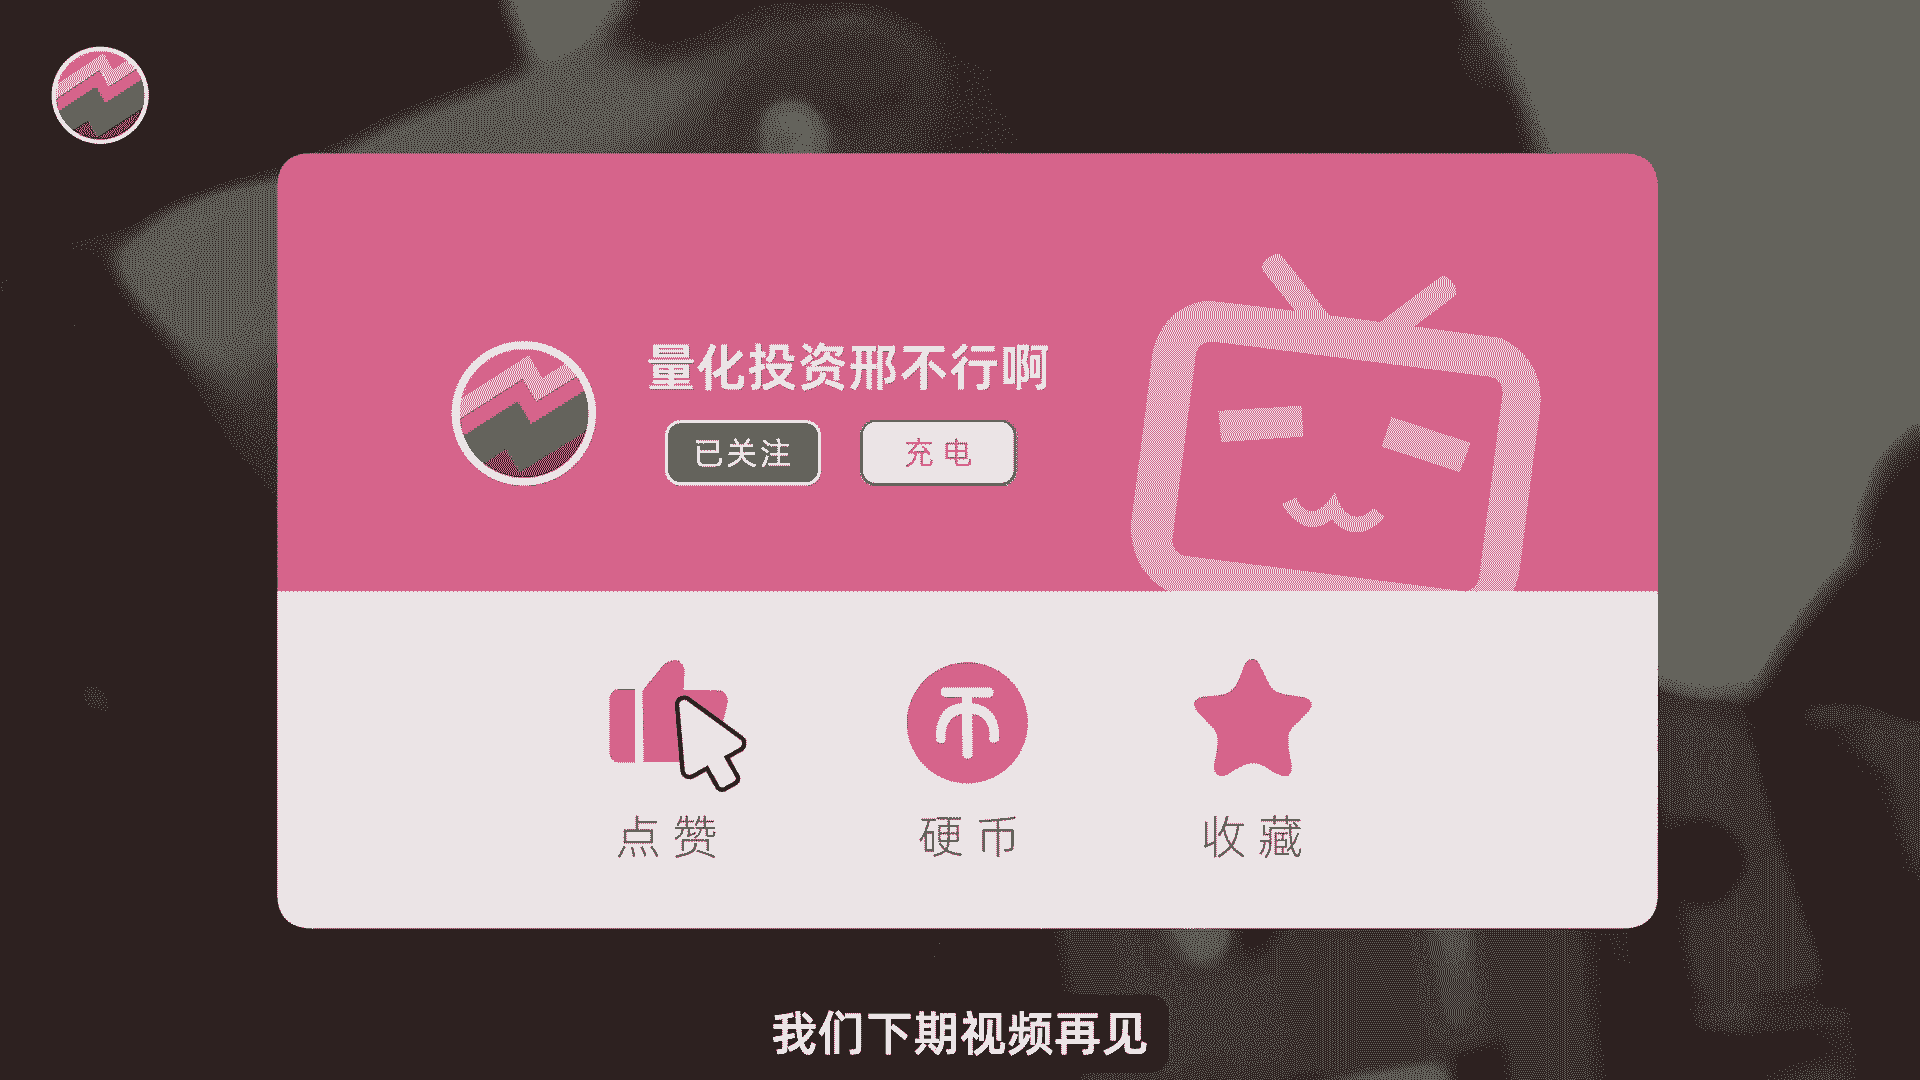 量化投资邢不行啊
已关注
充电
点赞
硬币
收藏
我们下期视频再见